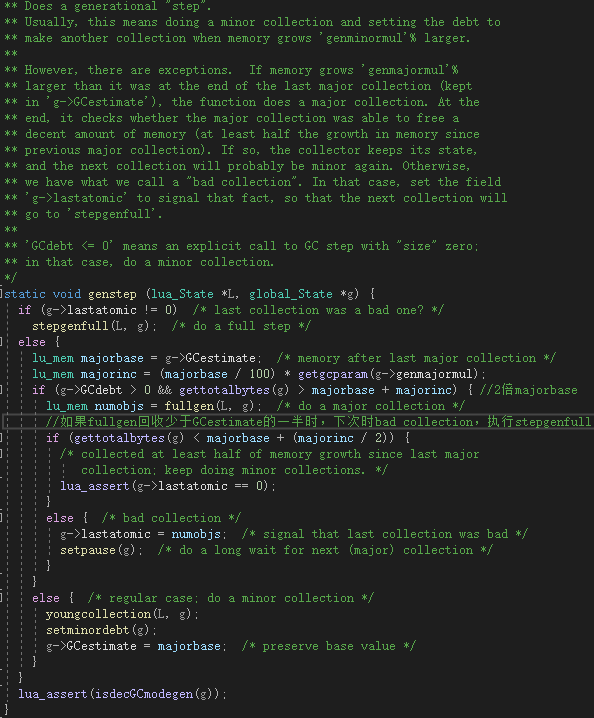 ** Does a generational "step".
** Usually, this means doing a minor collection and setting the debt to
** make another collection when memory grows 'genminormul'% larger.
**
** However, there are exceptions.  If memory grows 'genmajormul'%
** larger than it was at the end of the last major collection (kept
** in 'g->GCestimate'), the function does a major collection. At the
** end, it checks whether the major collection was able to free a
** decent amount of memory (at least half the growth in memory since
** previous major collection). If so, the collector keeps its state,
** and the next collection will probably be minor again. Otherwise,
** we have what we call a "bad collection". In that case, set the field
** 'g->lastatomic' to signal that fact, so that the next collection will
** go to 'stepgenfull'.
**
** 'GCdebt <= 0' means an explicit call to GC step with "size" zero;
** in that case, do a minor collection.
*/
static void genstep (lua_State *L, global_State *g) {
  if (g->lastatomic != 0)  /* last collection was a bad one? */
    stepgenfull(L, g);  /* do a full step */
  else {
    lu_mem majorbase = g->GCestimate;  /* memory after last major collection */
    lu_mem majorinc = (majorbase / 100) * getgcparam(g->genmajormul);
    if (g->GCdebt > 0 && gettotalbytes(g) > majorbase + majorinc) { //2倍majorbase
      lu_mem numobjs = fullgen(L, g);  /* do a major collection */
      //如果fullgen回收少于GCestimate的一半时，下次时bad collection，执行stepgenfull
      if (gettotalbytes(g) < majorbase + (majorinc / 2)) {
        /* collected at least half of memory growth since last major
           collection; keep doing minor collections. */
        lua_assert(g->lastatomic == 0);
      }
      else {  /* bad collection */
        g->lastatomic = numobjs;  /* signal that last collection was bad */
        setpause(g);  /* do a long wait for next (major) collection */
      }
    }
    else {  /* regular case; do a minor collection */
      youngcollection(L, g);
      setminordebt(g);
      g->GCestimate = majorbase;  /* preserve base value */
    }
  }
  lua_assert(isdecGCmodegen(g));
}